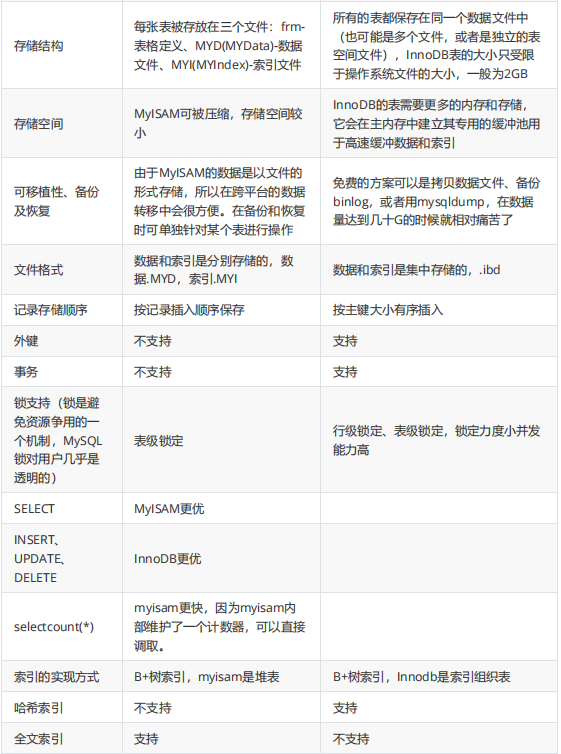 存储结构
每张表被存放在三个文件：frm-
表格定义、MYD(MYData)-数据
文件、MYI(MYIndex)-索引文件
所有的表都保存在同一个数据文件中
（也可能是多个文件，或者是独立的表
空间文件），InnoDB表的大小只受限
于操作系统文件的大小，一般为2GB
存储空间
MyISAM可被压缩，存储空间较
小
InnoDB的表需要更多的内存和存储，
它会在主内存中建立其专用的缓冲池用
于高速缓冲数据和索引
可移植性、备份
及恢复
由于MyISAM的数据是以文件的
形式存储，所以在跨平台的数据
转移中会很方便。在备份和恢复
时可单独针对某个表进行操作
免费的方案可以是拷贝数据文件、备份
binlog，或者用mysqldump，在数据
量达到几十G的时候就相对痛苦了
文件格式
数据和索引是分别存储的，数
据.MYD，索引.MYI
数据和索引是集中存储的，.ibd
记录存储顺序
按记录插入顺序保存
按主键大小有序插入
外键
不支持
支持
事务
不支持
支持
锁支持（锁是避
免资源争用的一
个机制，MySQL
锁对用户几乎是
透明的）
表级锁定
行级锁定、表级锁定，锁定力度小并发
能力高
SELECT
MyISAM更优
INSERT、
UPDATE、
DELETE
InnoDB更优
selectcount(*)
myisam更快，因为myisam内
部维护了一个计数器，可以直接
调取。
索引的实现方式
B+树索引，myisam是堆表
B+树索引，Innodb是索引组织表
哈希索引
不支持
支持
全文索引
支持
不支持